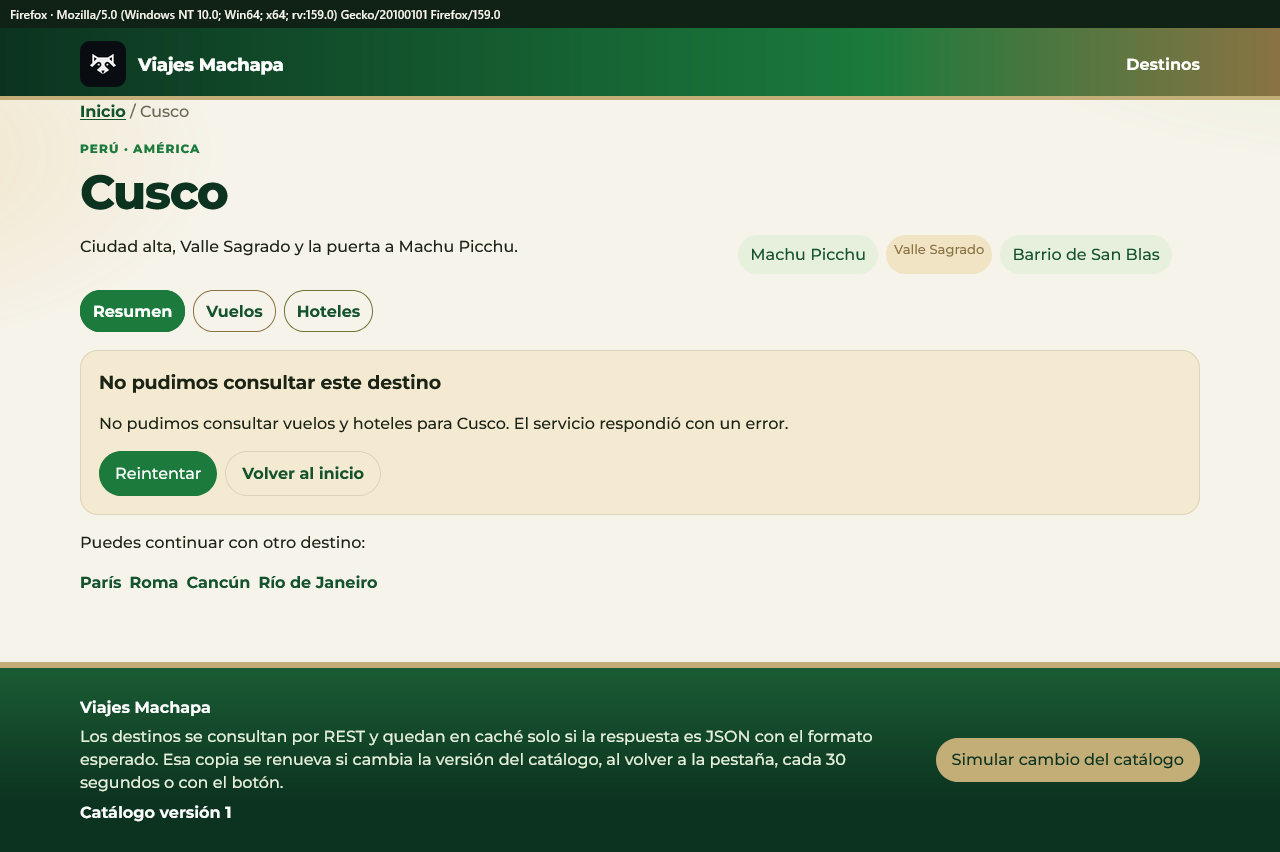 Firefox · Mozilla/5.0 (Windows NT 10.0; Win64; x64; rv:159.0) Gecko/20100101 Firefox/159.0
Viajes Machapa
Destinos
Inicio / Cusco
PERÚ · AMÉRICA
Cusco
Ciudad alta, Valle Sagrado y la puerta a Machu Picchu.
Machu Picchu
Valle Sagrado
Barrio de San Blas
Resumen
Vuelos
Hoteles
No pudimos consultar este destino
No pudimos consultar vuelos y hoteles para Cusco. El servicio respondió con un error.
Reintentar
Volver al inicio
Puedes continuar con otro destino:
París Roma Cancún Río de Janeiro
Viajes Machapa
Los destinos se consultan por REST y quedan en caché solo si la respuesta es JSON con el formato
esperado. Esa copia se renueva si cambia la versión del catálogo, al volver a la pestaña, cada 30
segundos o con el botón.
Catálogo versión 1
Simular cambio del catálogo